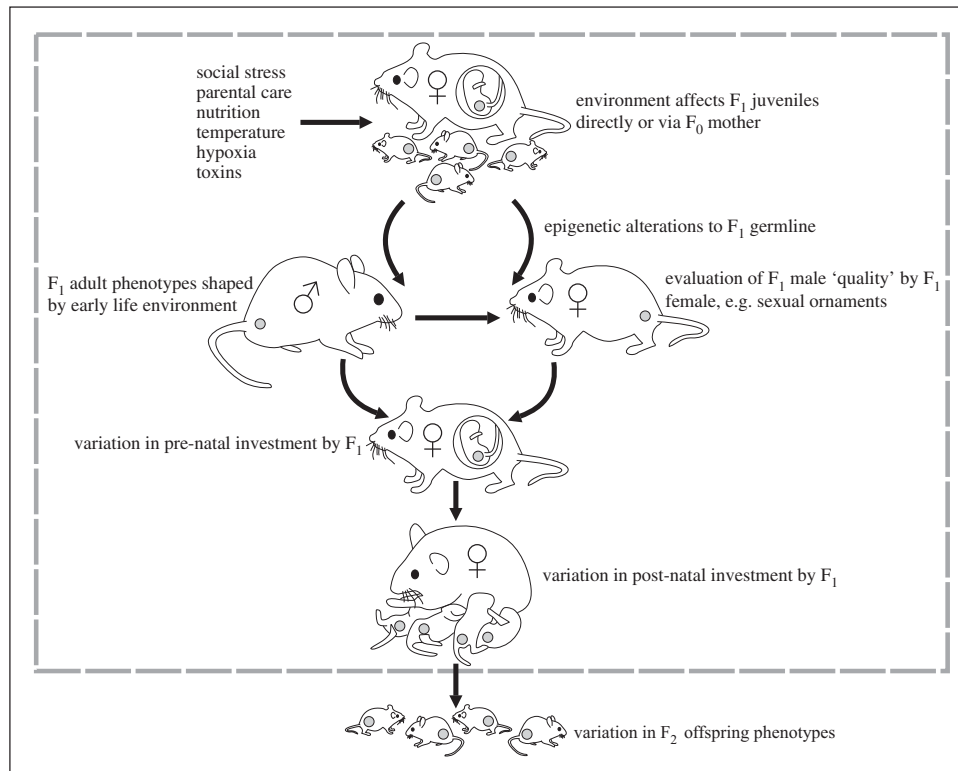 social stress
parental care
nutrition
temperature
hypoxia
toxins
♀
environment affects F₁ juveniles
directly or via F₀ mother
epigenetic alterations to F₁ germline
F₁ adult phenotypes shaped
by early life environment
♂
♀
evaluation of F₁ male ‘quality’ by F₁
female, e.g. sexual ornaments
variation in pre-natal investment by F₁
♀
♀
variation in post-natal investment by F₁
variation in F₂ offspring phenotypes